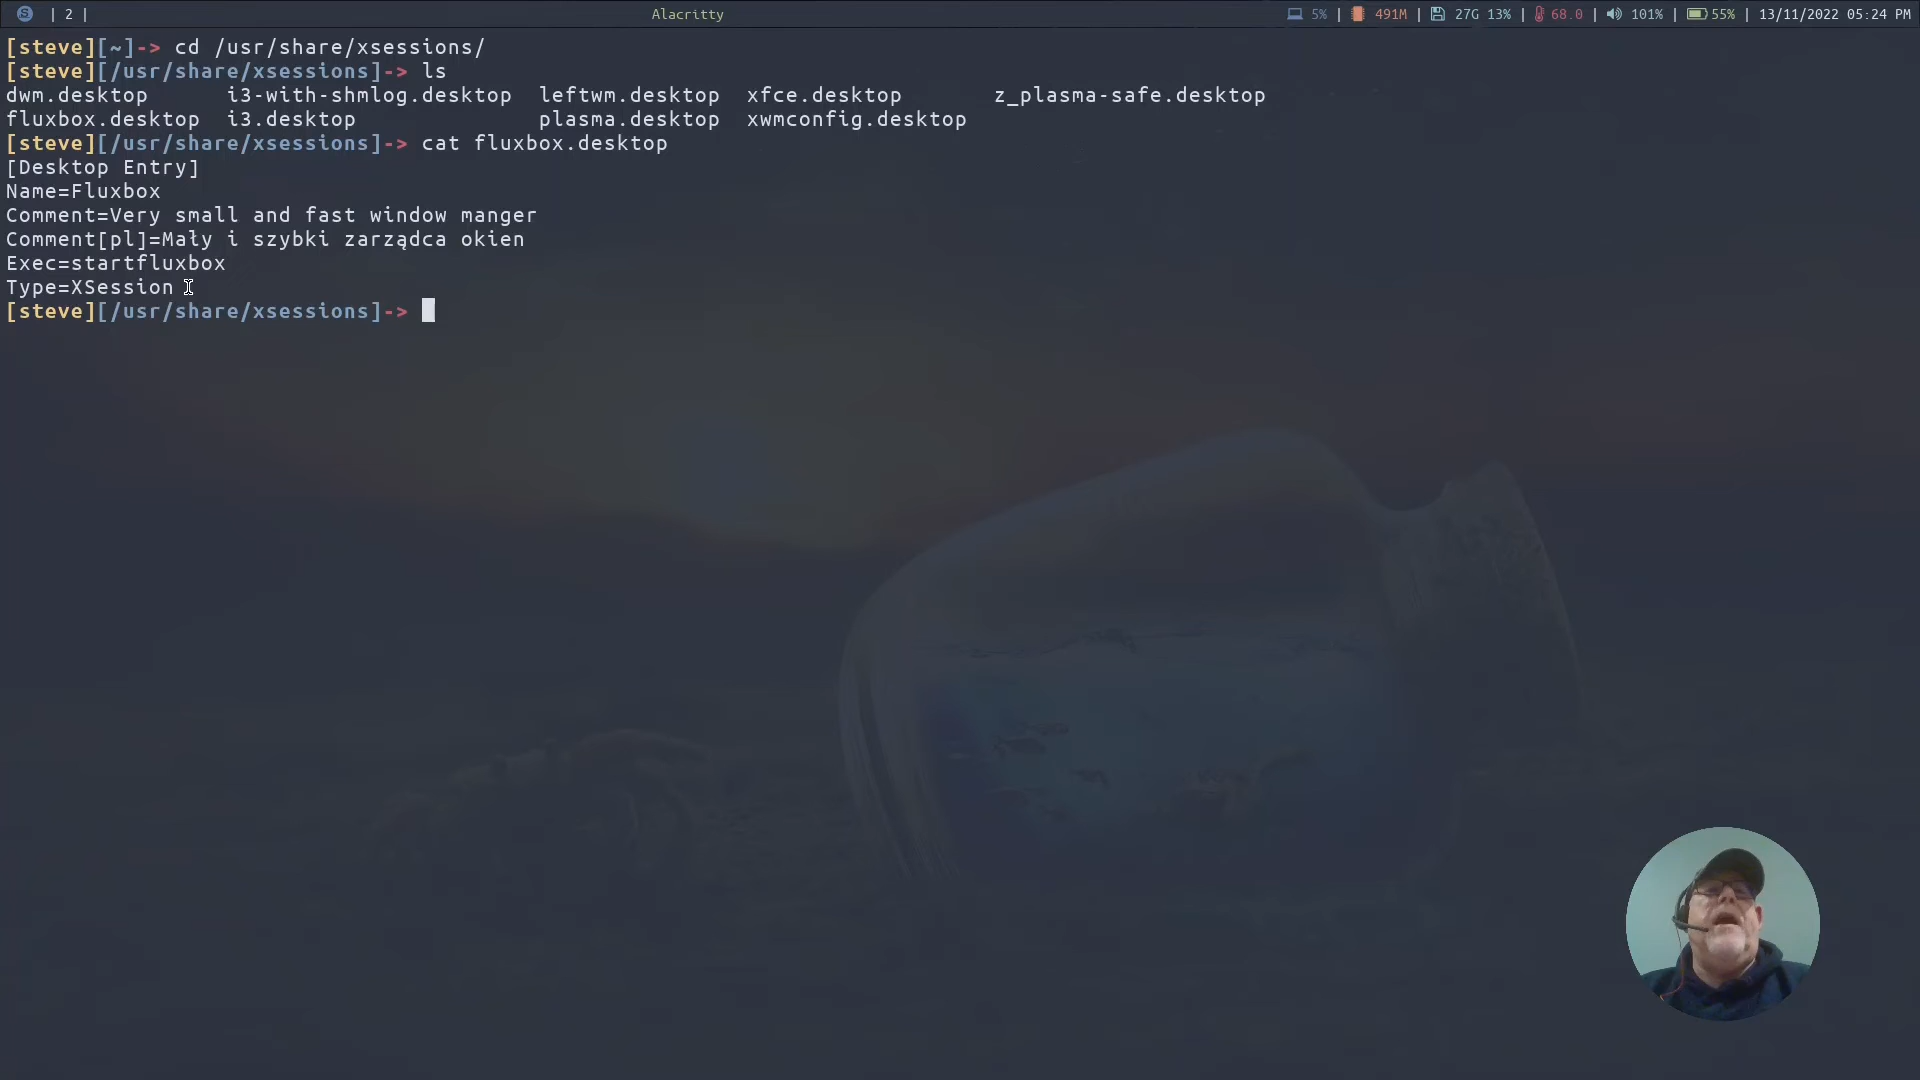 S | 2 | Alacritty 5% | 491M | 27G 13% | 68.0 | 101% | 55% | 13/11/2022 05:24 PM
[steve][~]-> cd /usr/share/xsessions/
[steve][/usr/share/xsessions]-> ls
dwm.desktop i3-with-shmlog.desktop leftwm.desktop xfce.desktop z_plasma-safe.desktop
fluxbox.desktop i3.desktop plasma.desktop xwmconfig.desktop
[steve][/usr/share/xsessions]-> cat fluxbox.desktop
[Desktop Entry]
Name=Fluxbox
Comment=Very small and fast window manger
Comment[pl]=Mały i szybki zarządca okien
Exec=startfluxbox
Type=XSession
[steve][/usr/share/xsessions]->